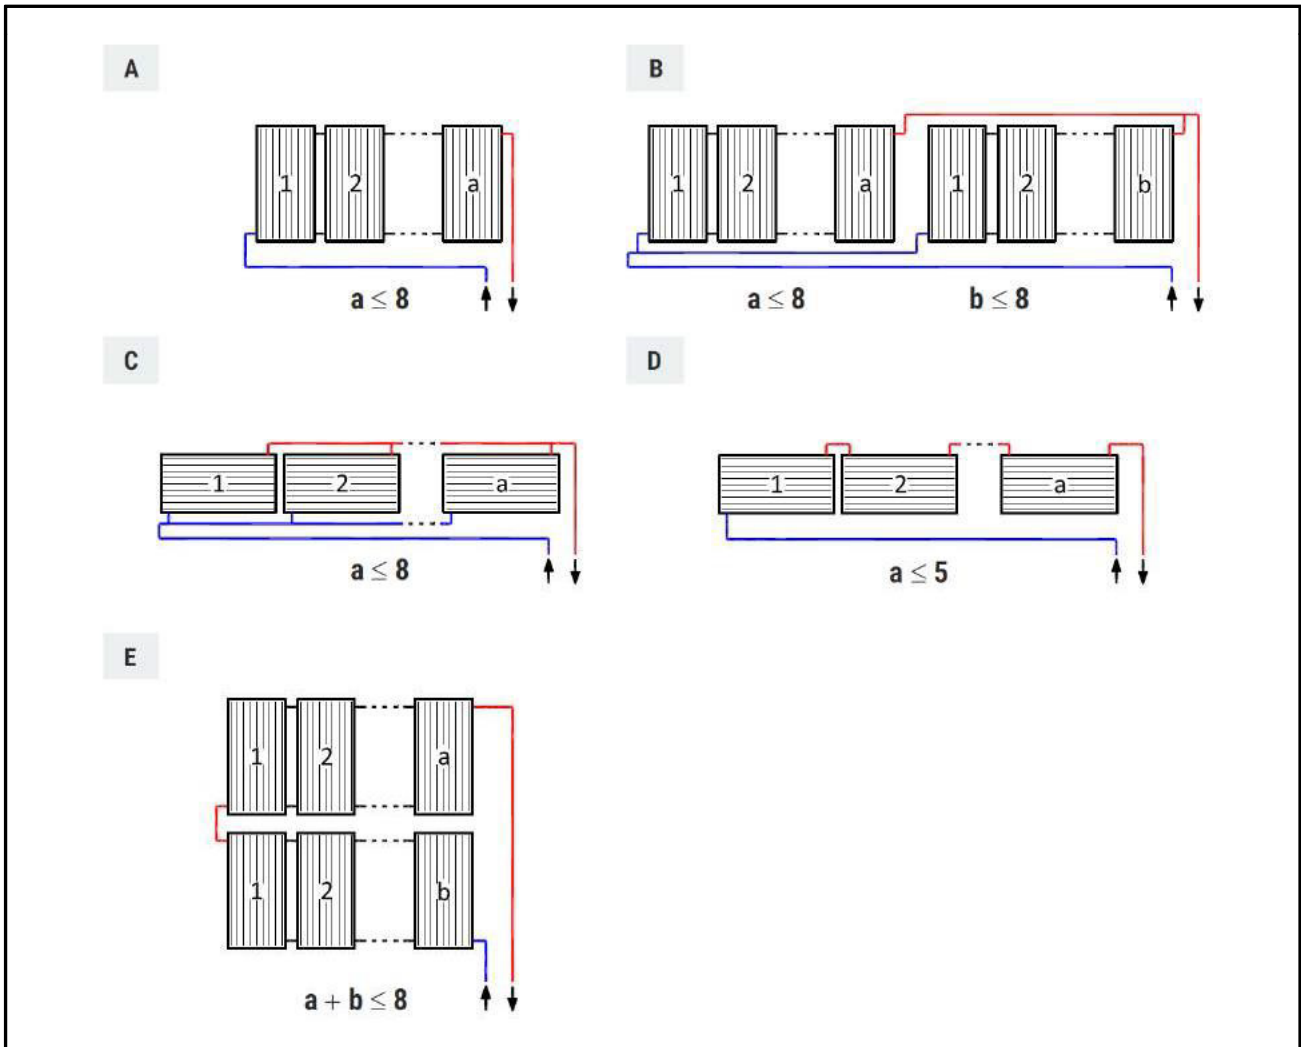 A
B
1 2 a
1 2 a 1 2 b
a ≤ 8
a ≤ 8 b ≤ 8
C
D
1 2 a
1 2 a
a ≤ 8
a ≤ 5
E
1 2 a
1 2 b
a + b ≤ 8